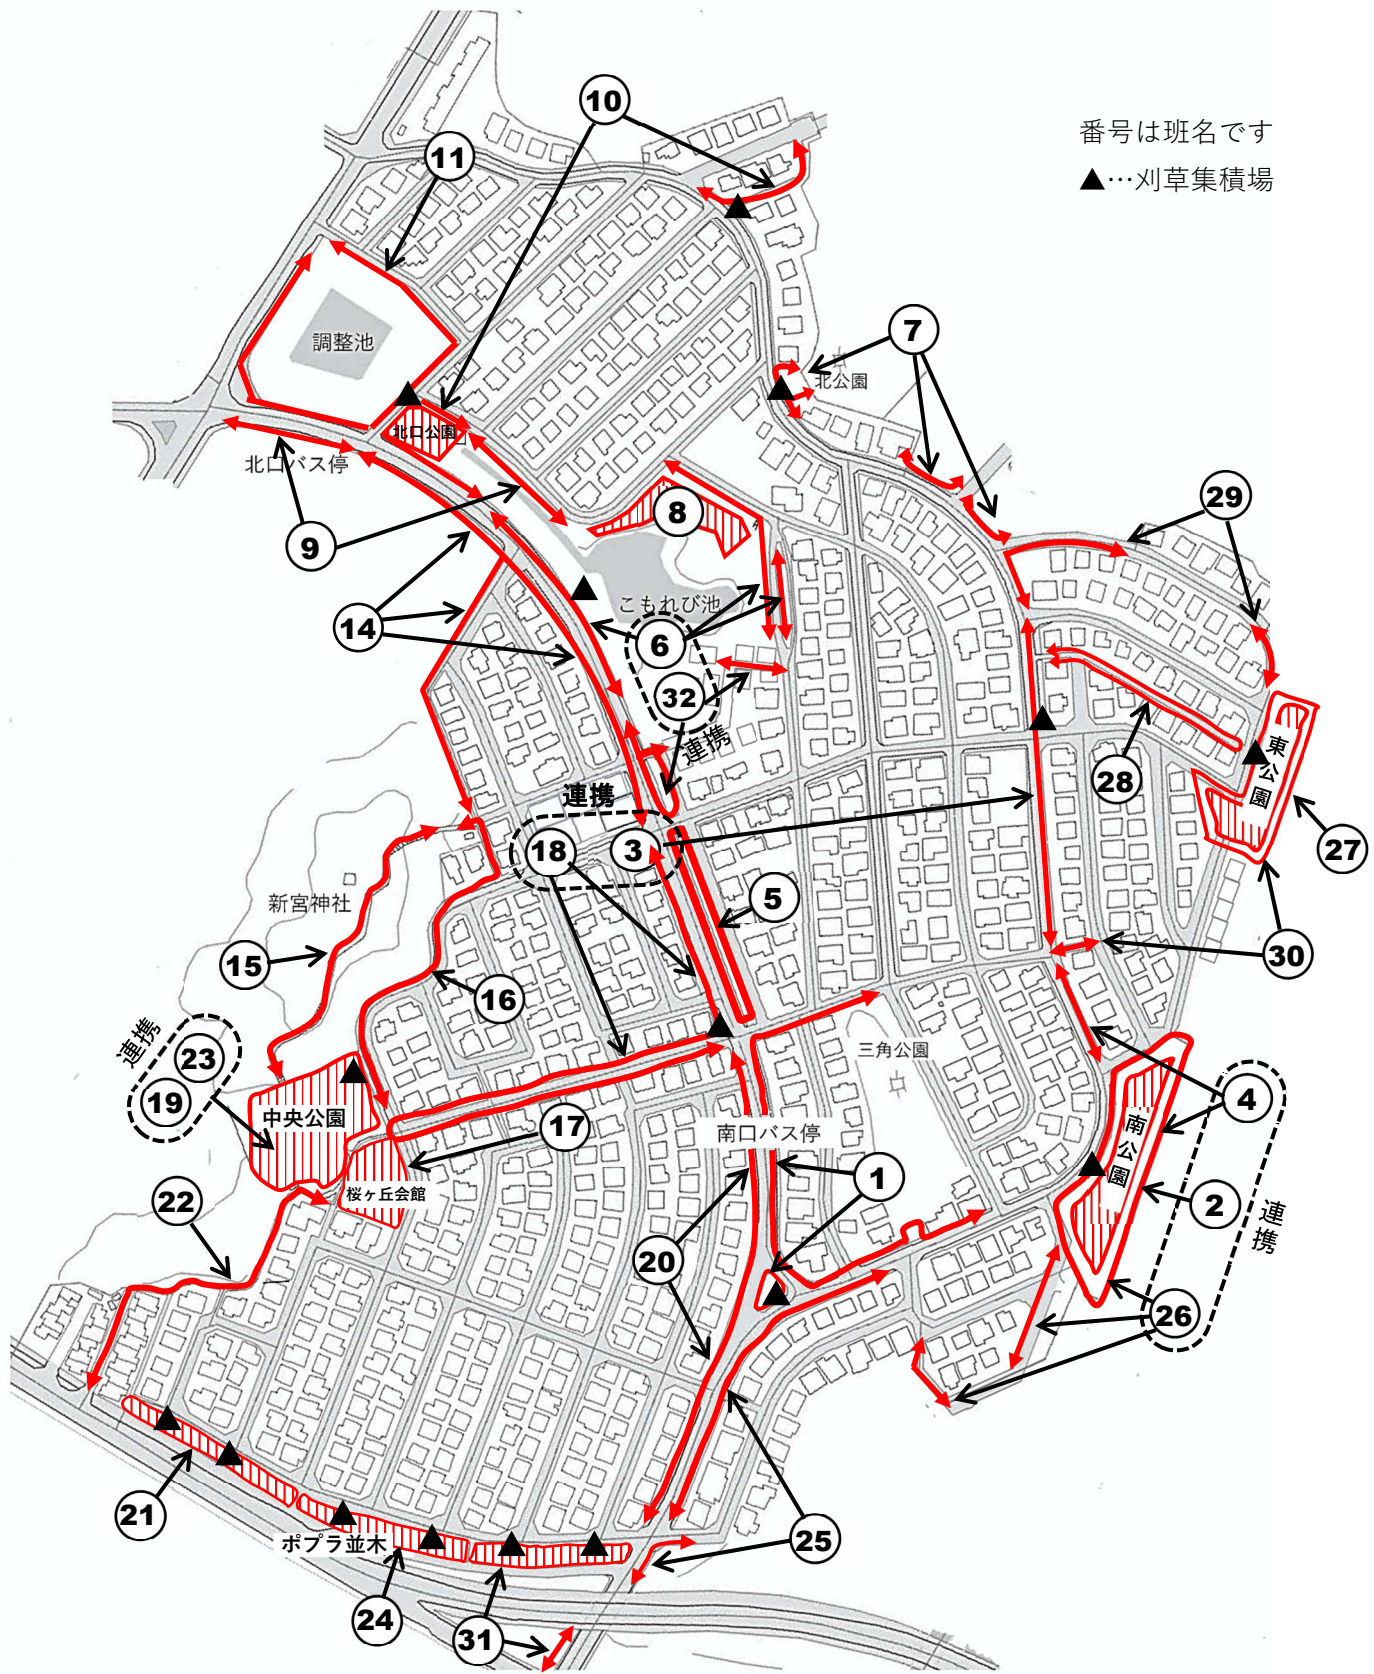 番号は班名です
▲…刈草集積場
10
11
調整池
7
北公園
北口公園
北口バス停
29
8
9
こもれび池
14
6
32
連携
28
東公園
連携
18
3
27
5
新宮神社
15
16
30
三角公園
連携
23
19
中央公園
17
南口バス停
4
南公園
桜ヶ丘会館
1
2
連携
22
20
26
21
ポプラ並木
25
24
31